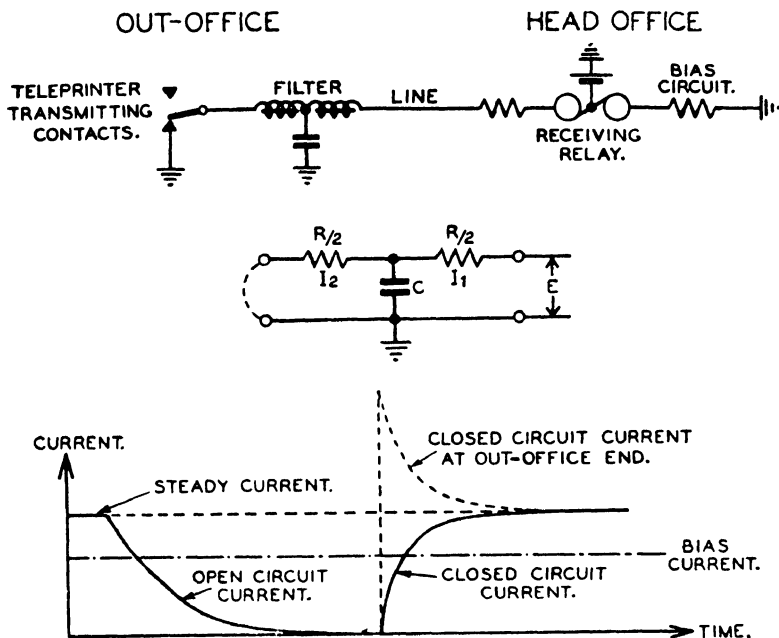 OUT-OFFICE
HEAD OFFICE
TELEPRINTER
TRANSMITTING
CONTACTS.
FILTER
LINE
BIAS
CIRCUIT.
RECEIVING
RELAY.
R/2
R/2
I2
C
I1
E
CURRENT.
STEADY CURRENT.
CLOSED CIRCUIT CURRENT
AT OUT-OFFICE END.
OPEN CIRCUIT
CURRENT.
CLOSED CIRCUIT
CURRENT.
BIAS
CURRENT.
TIME.